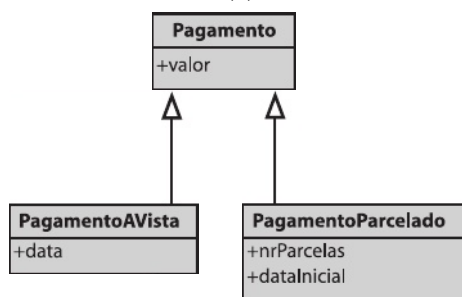 Pagamento
+valor
PagamentoAVista
+data
PagamentoParcelado
+nrParcelas
+dataInicial